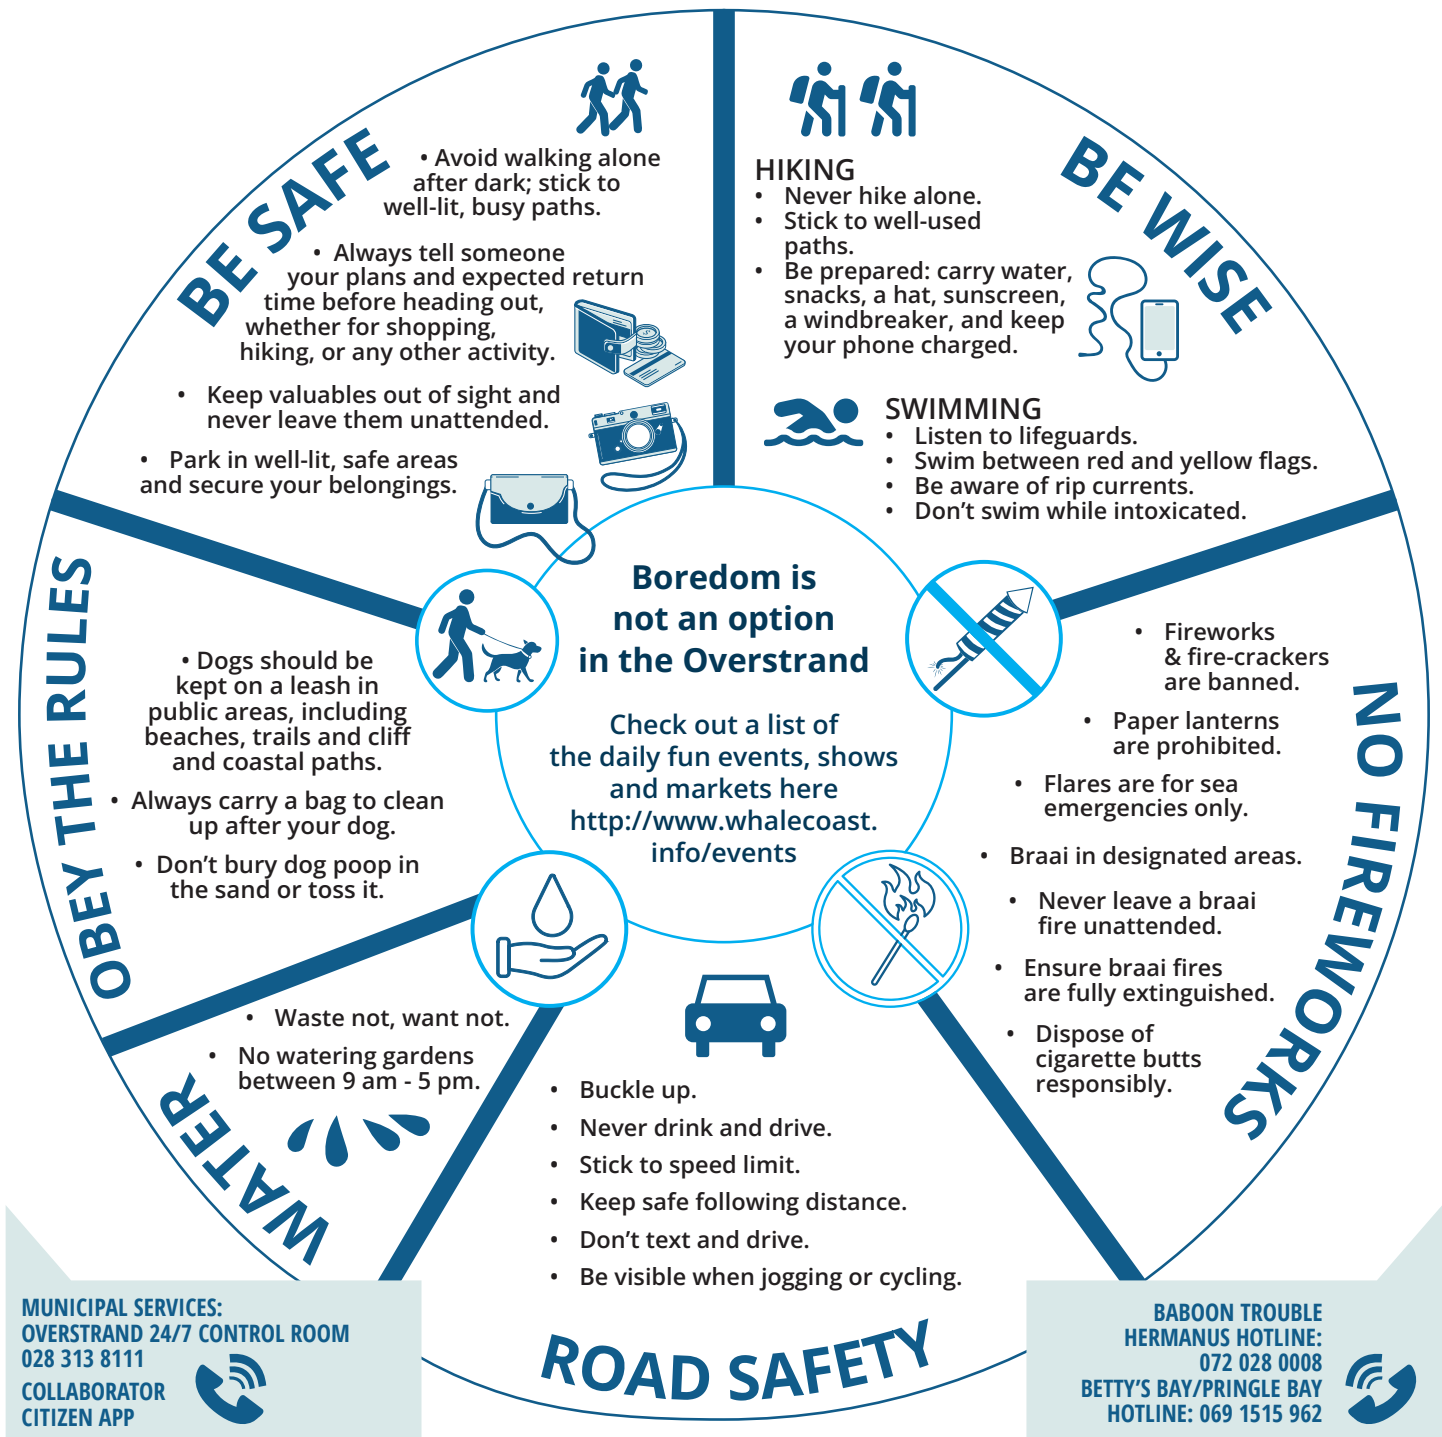 BE SAFE
• Avoid walking alone
after dark; stick to
well-lit, busy paths.
• Always tell someone
your plans and expected return
time before heading out,
whether for shopping,
hiking, or any other activity.
• Keep valuables out of sight and
never leave them unattended.
• Park in well-lit, safe areas
and secure your belongings.
BE WISE
HIKING
• Never hike alone.
• Stick to well-used
paths.
• Be prepared: carry water,
snacks, a hat, sunscreen,
a windbreaker, and keep
your phone charged.
SWIMMING
• Listen to lifeguards.
• Swim between red and yellow flags.
• Be aware of rip currents.
• Don't swim while intoxicated.
OBEY THE RULES
• Dogs should be
kept on a leash in
public areas, including
beaches, trails and cliff
and coastal paths.
• Always carry a bag to clean
up after your dog.
• Don't bury dog poop in
the sand or toss it.
Boredom is
not an option
in the Overstrand
Check out a list of
the daily fun events, shows
and markets here
http://www.whalecoast.
info/events
NO FIREWORKS
• Fireworks
& fire-crackers
are banned.
• Paper lanterns
are prohibited.
• Flares are for sea
emergencies only.
• Braai in designated areas.
• Never leave a braai
fire unattended.
• Ensure braai fires
are fully extinguished.
• Dispose of
cigarette butts
responsibly.
WATER
• Waste not, want not.
• No watering gardens
between 9 am - 5 pm.
• Buckle up.
• Never drink and drive.
• Stick to speed limit.
• Keep safe following distance.
• Don't text and drive.
• Be visible when jogging or cycling.
ROAD SAFETY
MUNICIPAL SERVICES:
OVERSTRAND 24/7 CONTROL ROOM
028 313 8111
COLLABORATOR
CITIZEN APP
BABOON TROUBLE
HERMANUS HOTLINE:
072 028 0008
BETTY'S BAY/PRINGLE BAY
HOTLINE: 069 1515 962